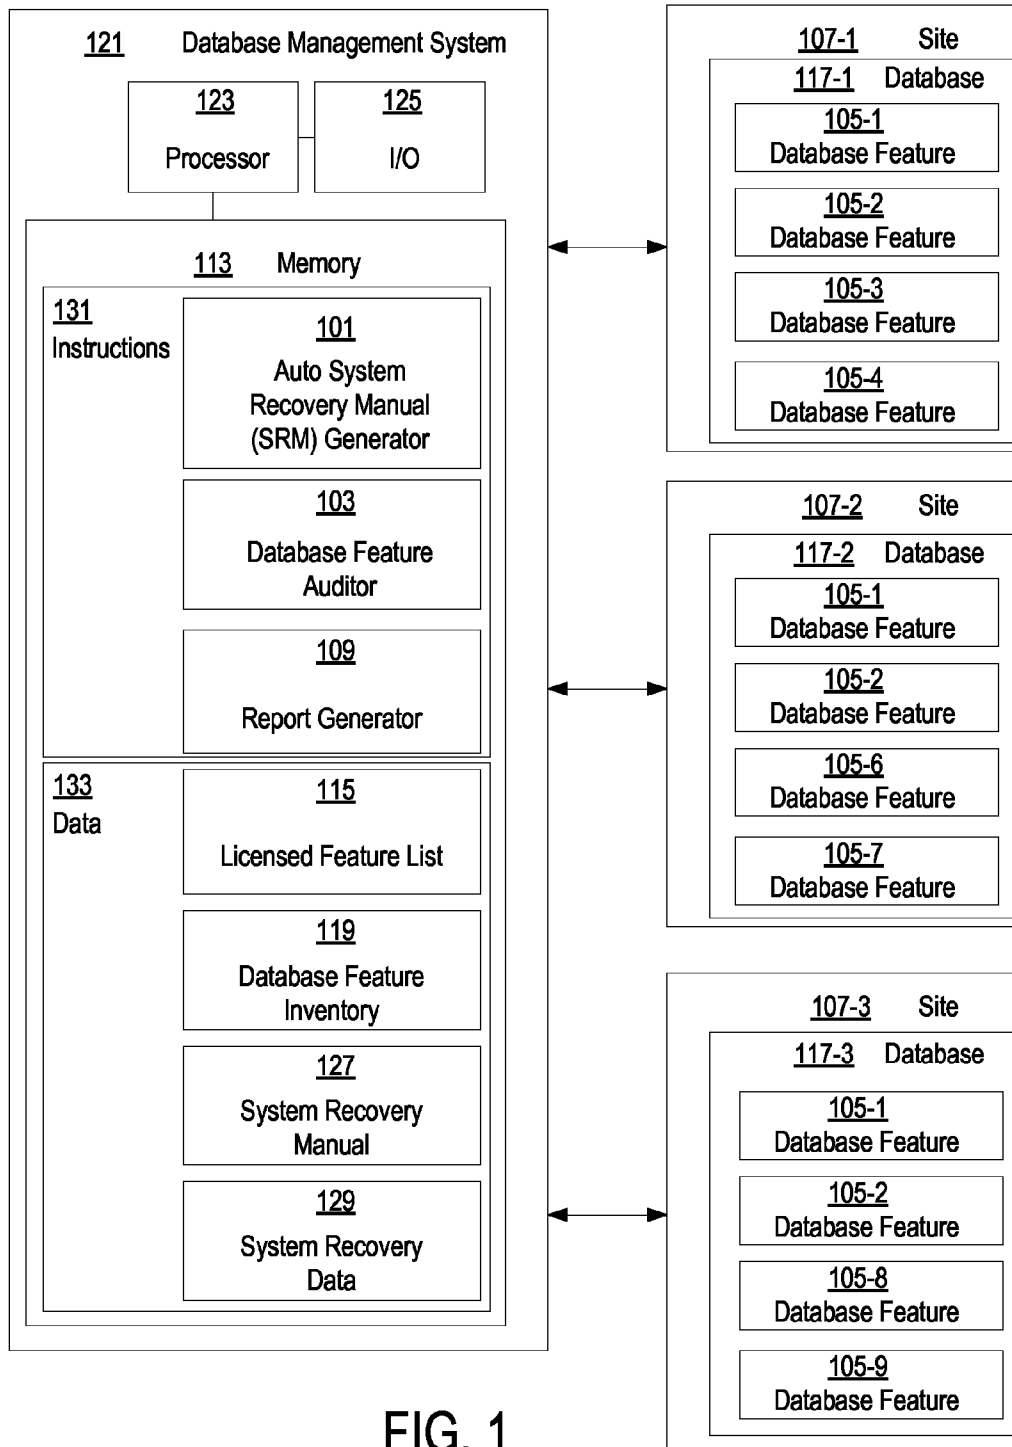 121 Database Management System
123
Processor
125
I/O
113 Memory
131
Instructions
101
Auto System
Recovery Manual
(SRM) Generator
103
Database Feature
Auditor
109
Report Generator
133
Data
115
Licensed Feature List
119
Database Feature
Inventory
127
System Recovery
Manual
129
System Recovery
Data
107-1 Site
117-1 Database
105-1
Database Feature
105-2
Database Feature
105-3
Database Feature
105-4
Database Feature
107-2 Site
117-2 Database
105-1
Database Feature
105-2
Database Feature
105-6
Database Feature
105-7
Database Feature
107-3 Site
117-3 Database
105-1
Database Feature
105-2
Database Feature
105-8
Database Feature
105-9
Database Feature
FIG. 1